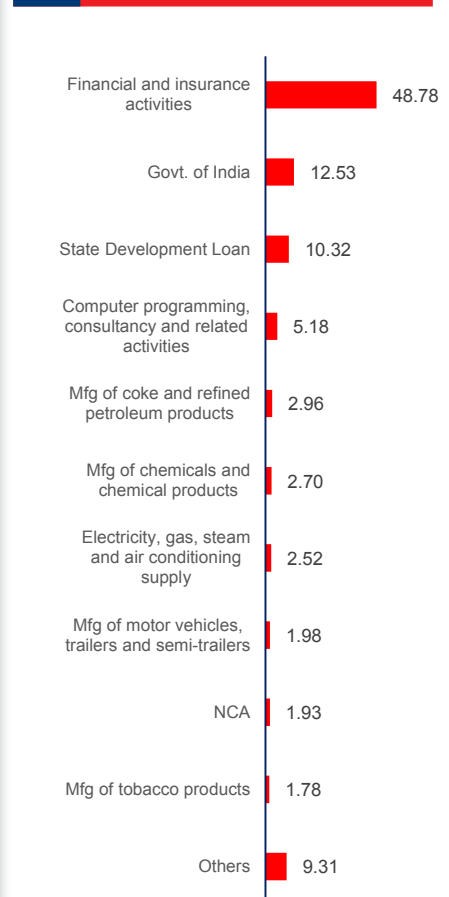 Financial and insurance
activities
48.78
Govt. of India
12.53
State Development Loan
10.32
Computer programming,
consultancy and related
activities
5.18
Mfg of coke and refined
petroleum products
2.96
Mfg of chemicals and
chemical products
2.70
Electricity, gas, steam
and air conditioning
supply
2.52
Mfg of motor vehicles,
trailers and semi-trailers
1.98
NCA
1.93
Mfg of tobacco products
1.78
Others
9.31